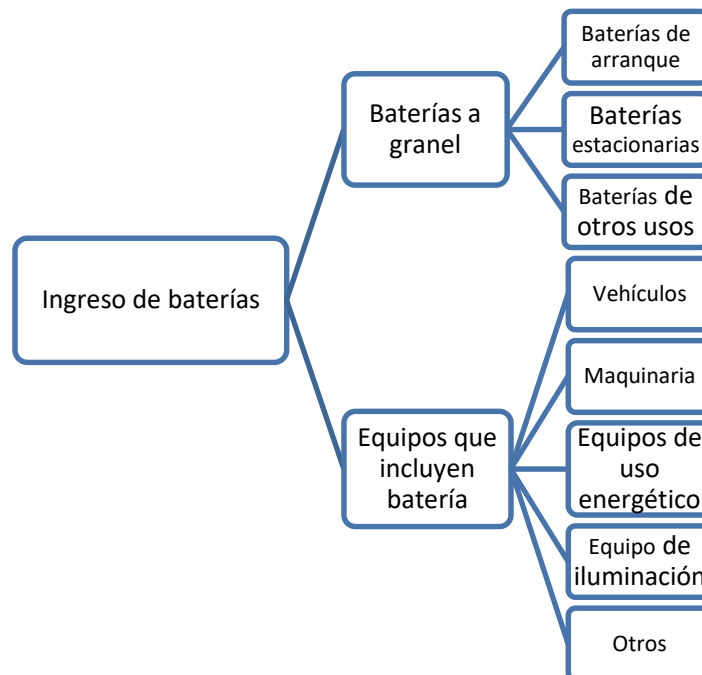 Ingreso de baterías
Baterías a
granel
Baterías de
arranque
Baterías
estacionarias
Baterías de
otros usos
Equipos que
incluyen
batería
Vehículos
Maquinaria
Equipos de
uso
energético
Equipo de
iluminación
Otros